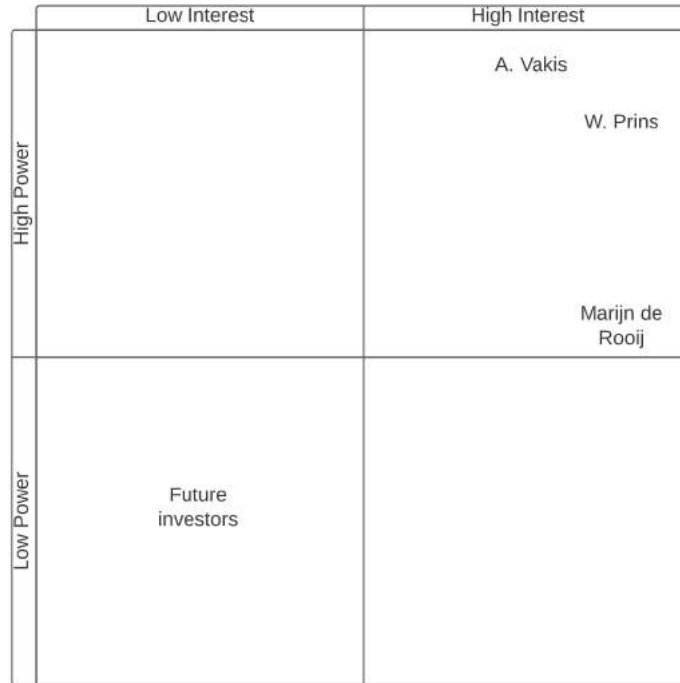 Low Interest
High Interest
High Power
A. Vakis
W. Prins
Marijn de
Rooij
Low Power
Future
investors